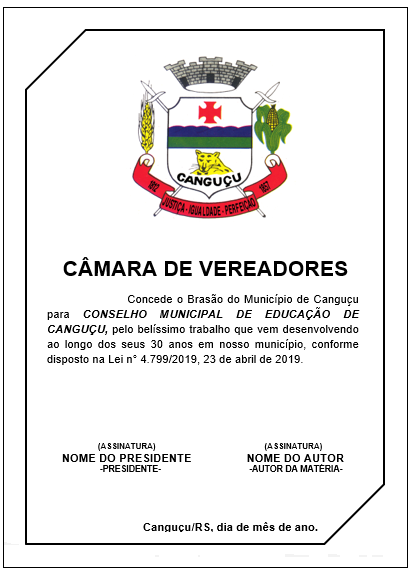 CANGUÇU
1812
1857
JUSTIÇA - IGUALDADE - PERFEIÇÃO
CÂMARA DE VEREADORES
Concede o Brasão do Município de Canguçu
para CONSELHO MUNICIPAL DE EDUCAÇÃO DE
CANGUÇU, pelo belíssimo trabalho que vem desenvolvendo
ao longo dos seus 30 anos em nosso município, conforme
disposto na Lei n° 4.799/2019, 23 de abril de 2019.
(ASSINATURA)
NOME DO PRESIDENTE
-PRESIDENTE-
(ASSINATURA)
NOME DO AUTOR
-AUTOR DA MATÉRIA-
Canguçu/RS, dia de mês de ano.